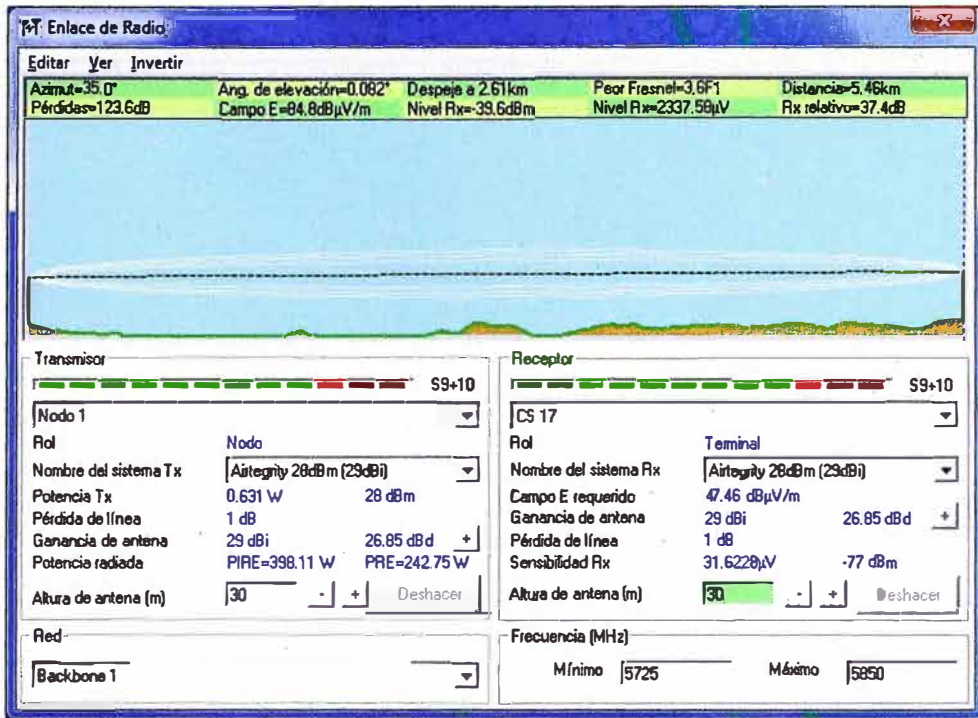 Enlace de Radio
Editar Ver Invertir
Azimut=35.0° Ang. de elevación=0.082° Despeje a 2.61km Peor Fresnel=3.6F1 Distancia=5.46km
Pérdidas=123.6dB Campo E=84.8dBµV/m Nivel Rx=-39.6dBm Nivel Rx=2337.58µV Rx relativo=37.4dB
Transmisor
S9+10
Nodo 1
Rol Nodo
Nombre del sistema Tx Airtegrity 28dBm (29dBi)
Potencia Tx 0.631 W 28 dBm
Pérdida de línea 1 dB
Ganancia de antena 29 dBi 26.85 dBd +
Potencia radiada PIRE=398.11 W PRE=242.75 W
Altura de antena (m) 30 - + Deshacer
Red
Backbone 1
Receptor
S9+10
CS 17
Rol Terminal
Nombre del sistema Rx Airtegrity 28dBm (29dBi)
Campo E requerido 47.46 dBµV/m
Ganancia de antena 29 dBi 26.85 dBd +
Pérdida de línea 1 dB
Sensibilidad Rx 31.6228µV -77 dBm
Altura de antena (m) 30 - + Deshacer
Frecuencia (MHz)
Mínimo 5725 Máximo 5850